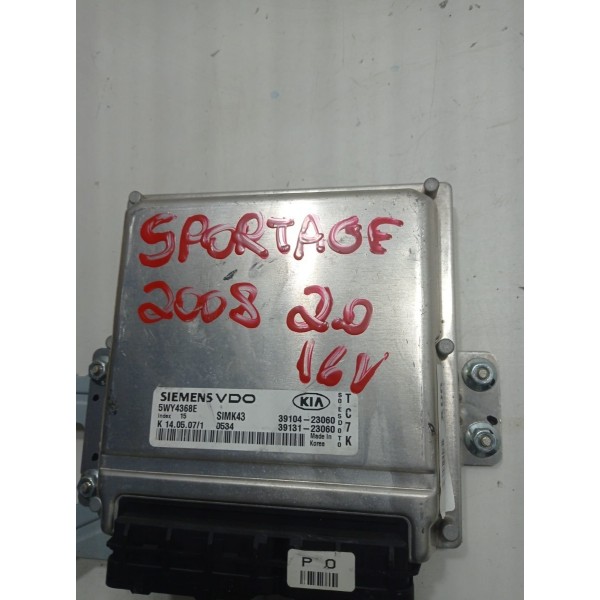 SPORTAGE
2008 2.0
16V
SIEMENS VDO
5WY4368E
Index 15 SIMK43
K 14.05.07/1 0534
KIA
39104-23060
39131-23060
Made in
Korea
TC7K
P 0